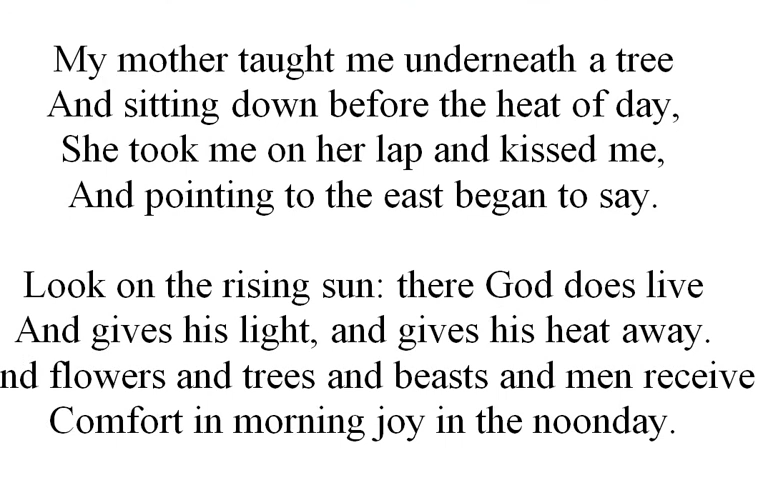 My mother taught me underneath a tree
And sitting down before the heat of day,
She took me on her lap and kissed me,
And pointing to the east began to say.
Look on the rising sun: there God does live
And gives his light, and gives his heat away.
nd flowers and trees and beasts and men receive
Comfort in morning joy in the noonday.